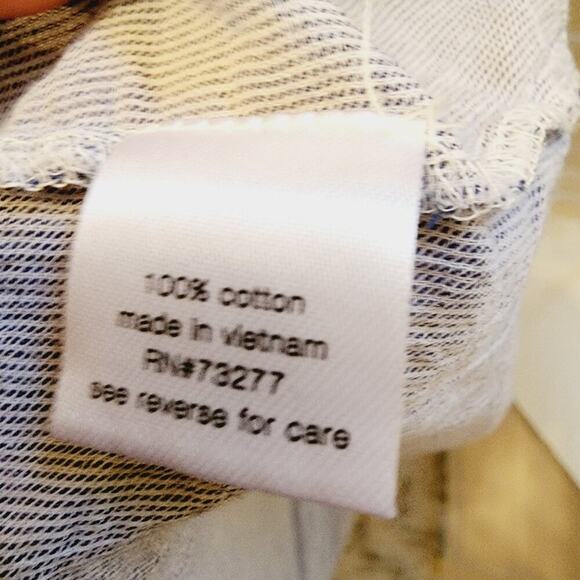 100% cotton
made in vietnam
RN#73277
see reverse for care